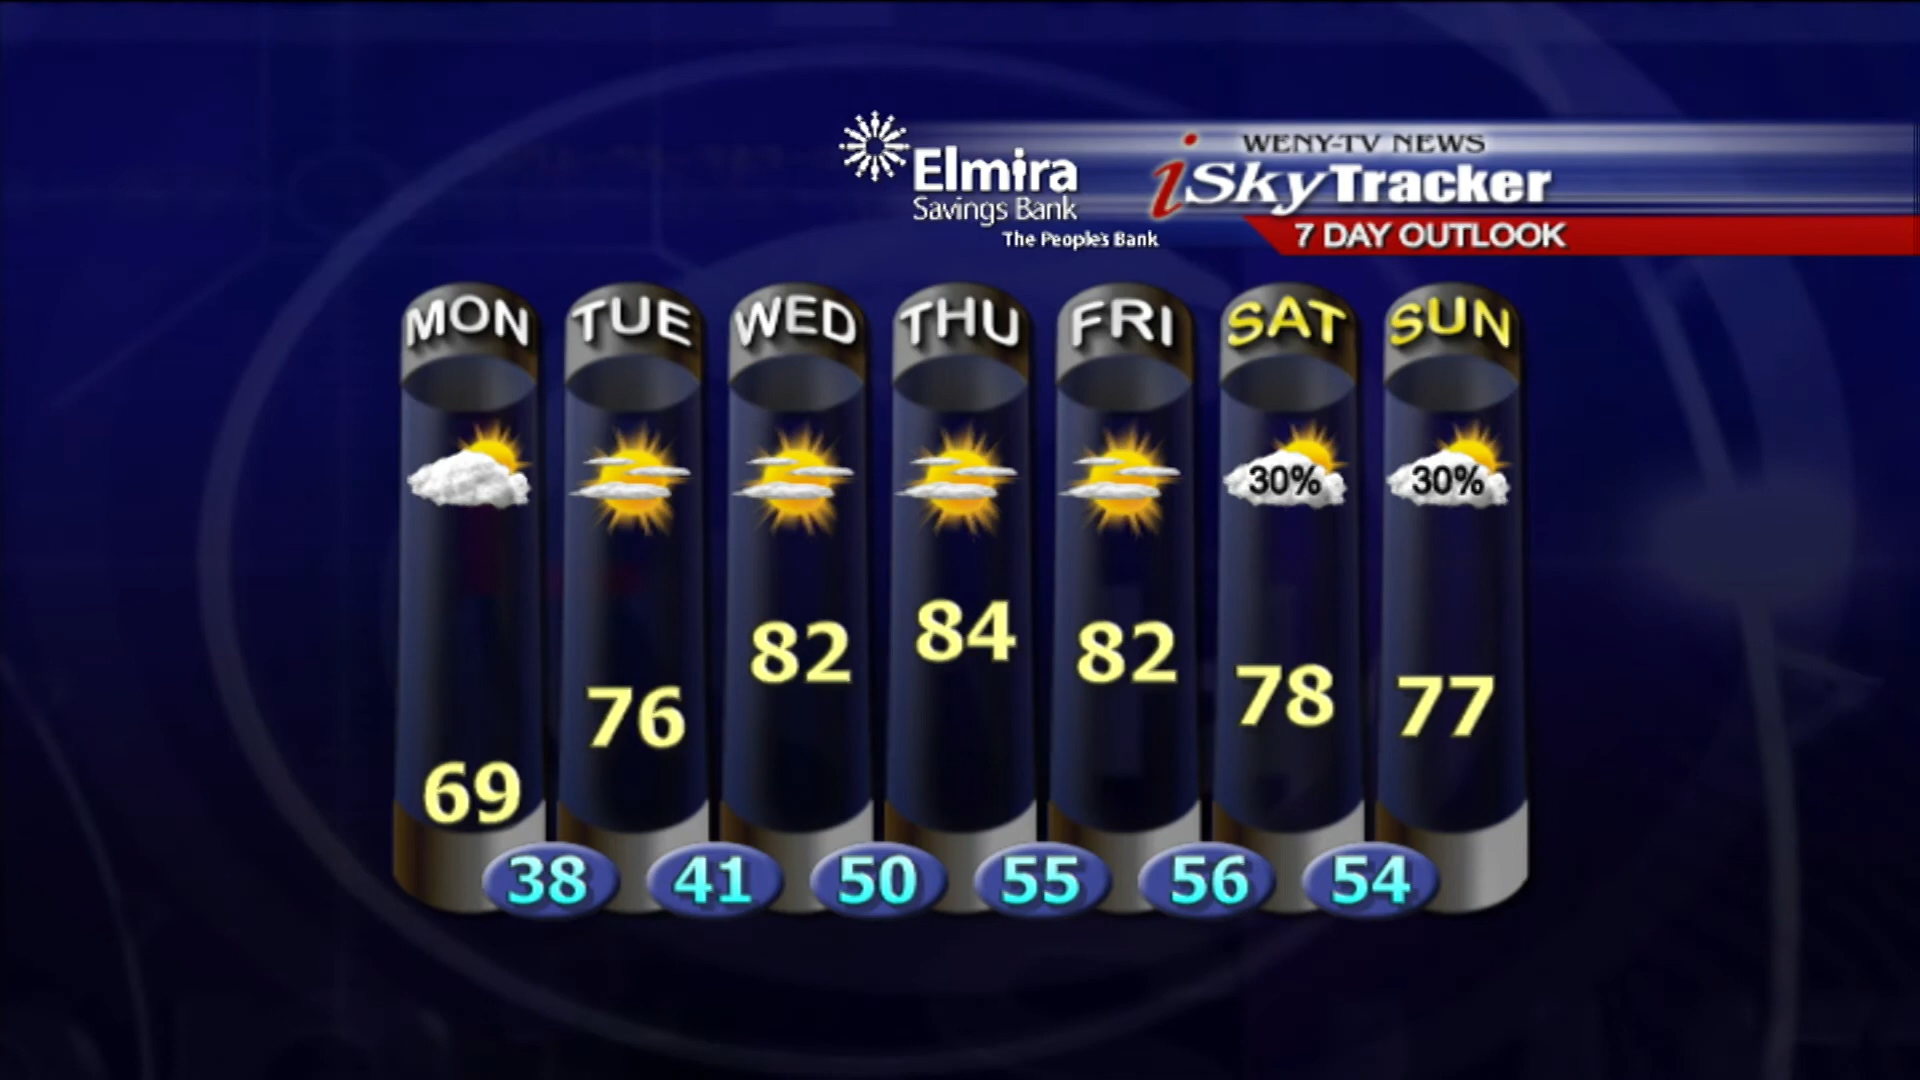 Elmira
Savings Bank
The People's Bank
WENY-TV NEWS
iSkyTracker
7 DAY OUTLOOK
MON TUE WED THU FRI SAT SUN
30% 30%
69 76 82 84 82 78 77
38 41 50 55 56 54